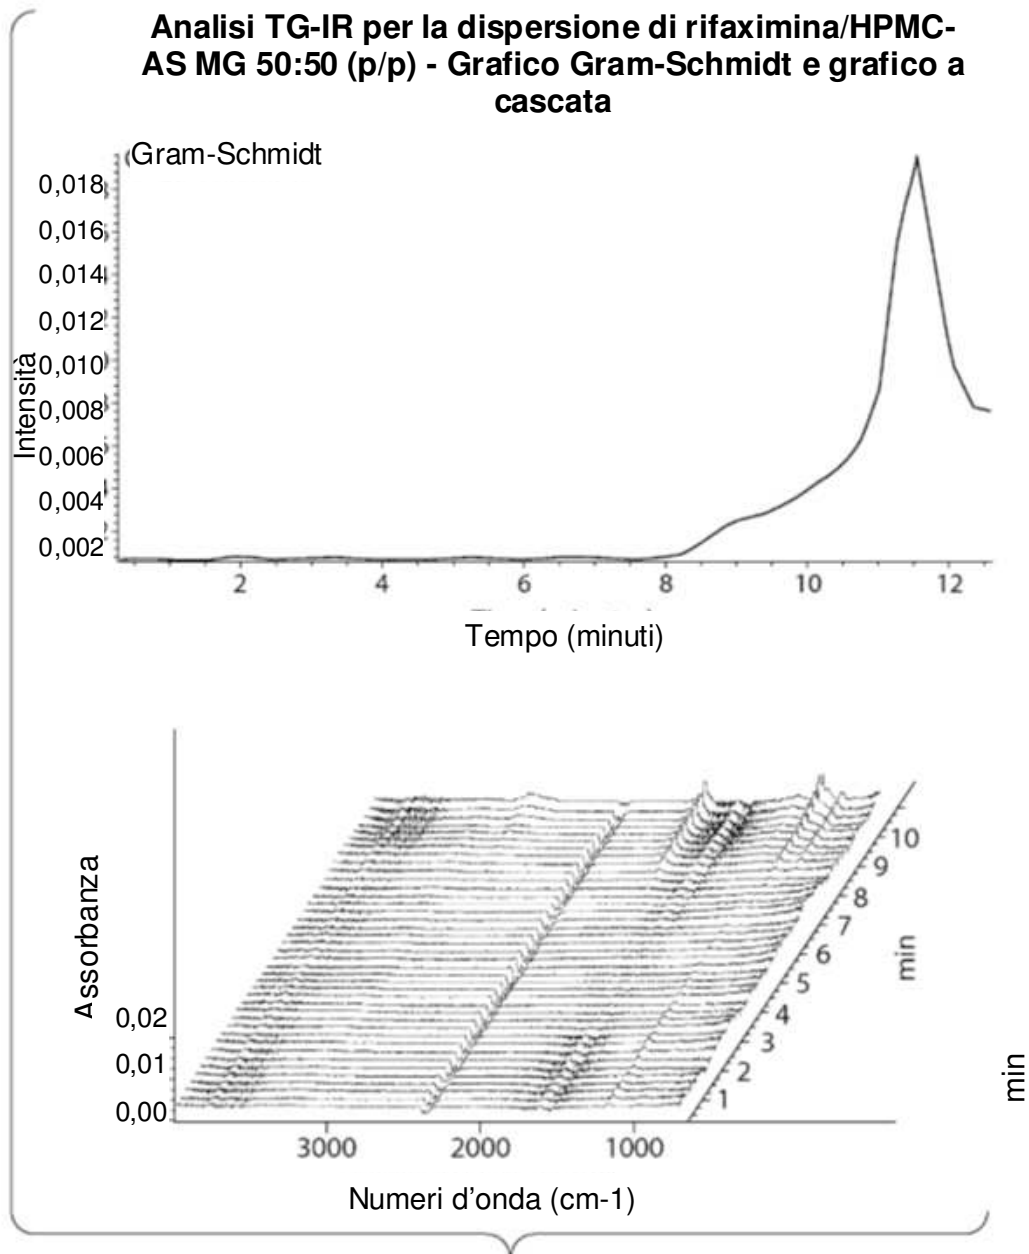 Analisi TG-IR per la dispersione di rifaximina/HPMC-
AS MG 50:50 (p/p) - Grafico Gram-Schmidt e grafico a
cascata
Gram-Schmidt
0,018
0,016
0,014
0,012
0,010
0,008
0,006
0,004
0,002
Intensità
2 4 6 8 10 12
Tempo (minuti)
Assorbanza
0,02
0,01
0,00
10
9
8
7
6
5
4
3
2
1
min
min
3000 2000 1000
Numeri d'onda (cm-1)